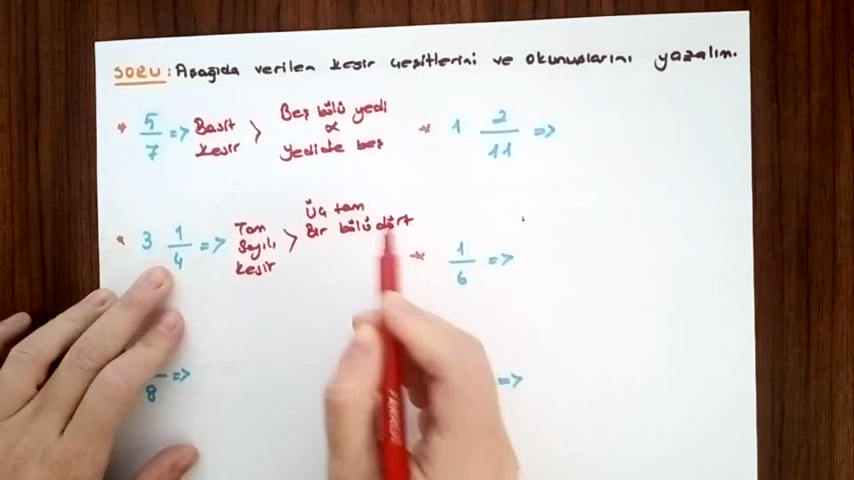 SORU: Aşağıda verilen kesir çeşitlerini ve okunuşlarını yazalım.
* 5/7 => Basit kesir > Beş bölü yedi
∝
yedide beş
* 1 2/11 =>
* 3 1/4 => Tam Sayılı kesir > Üç tam
Bir bölü dört
* 1/6 =>
8 =>
=>